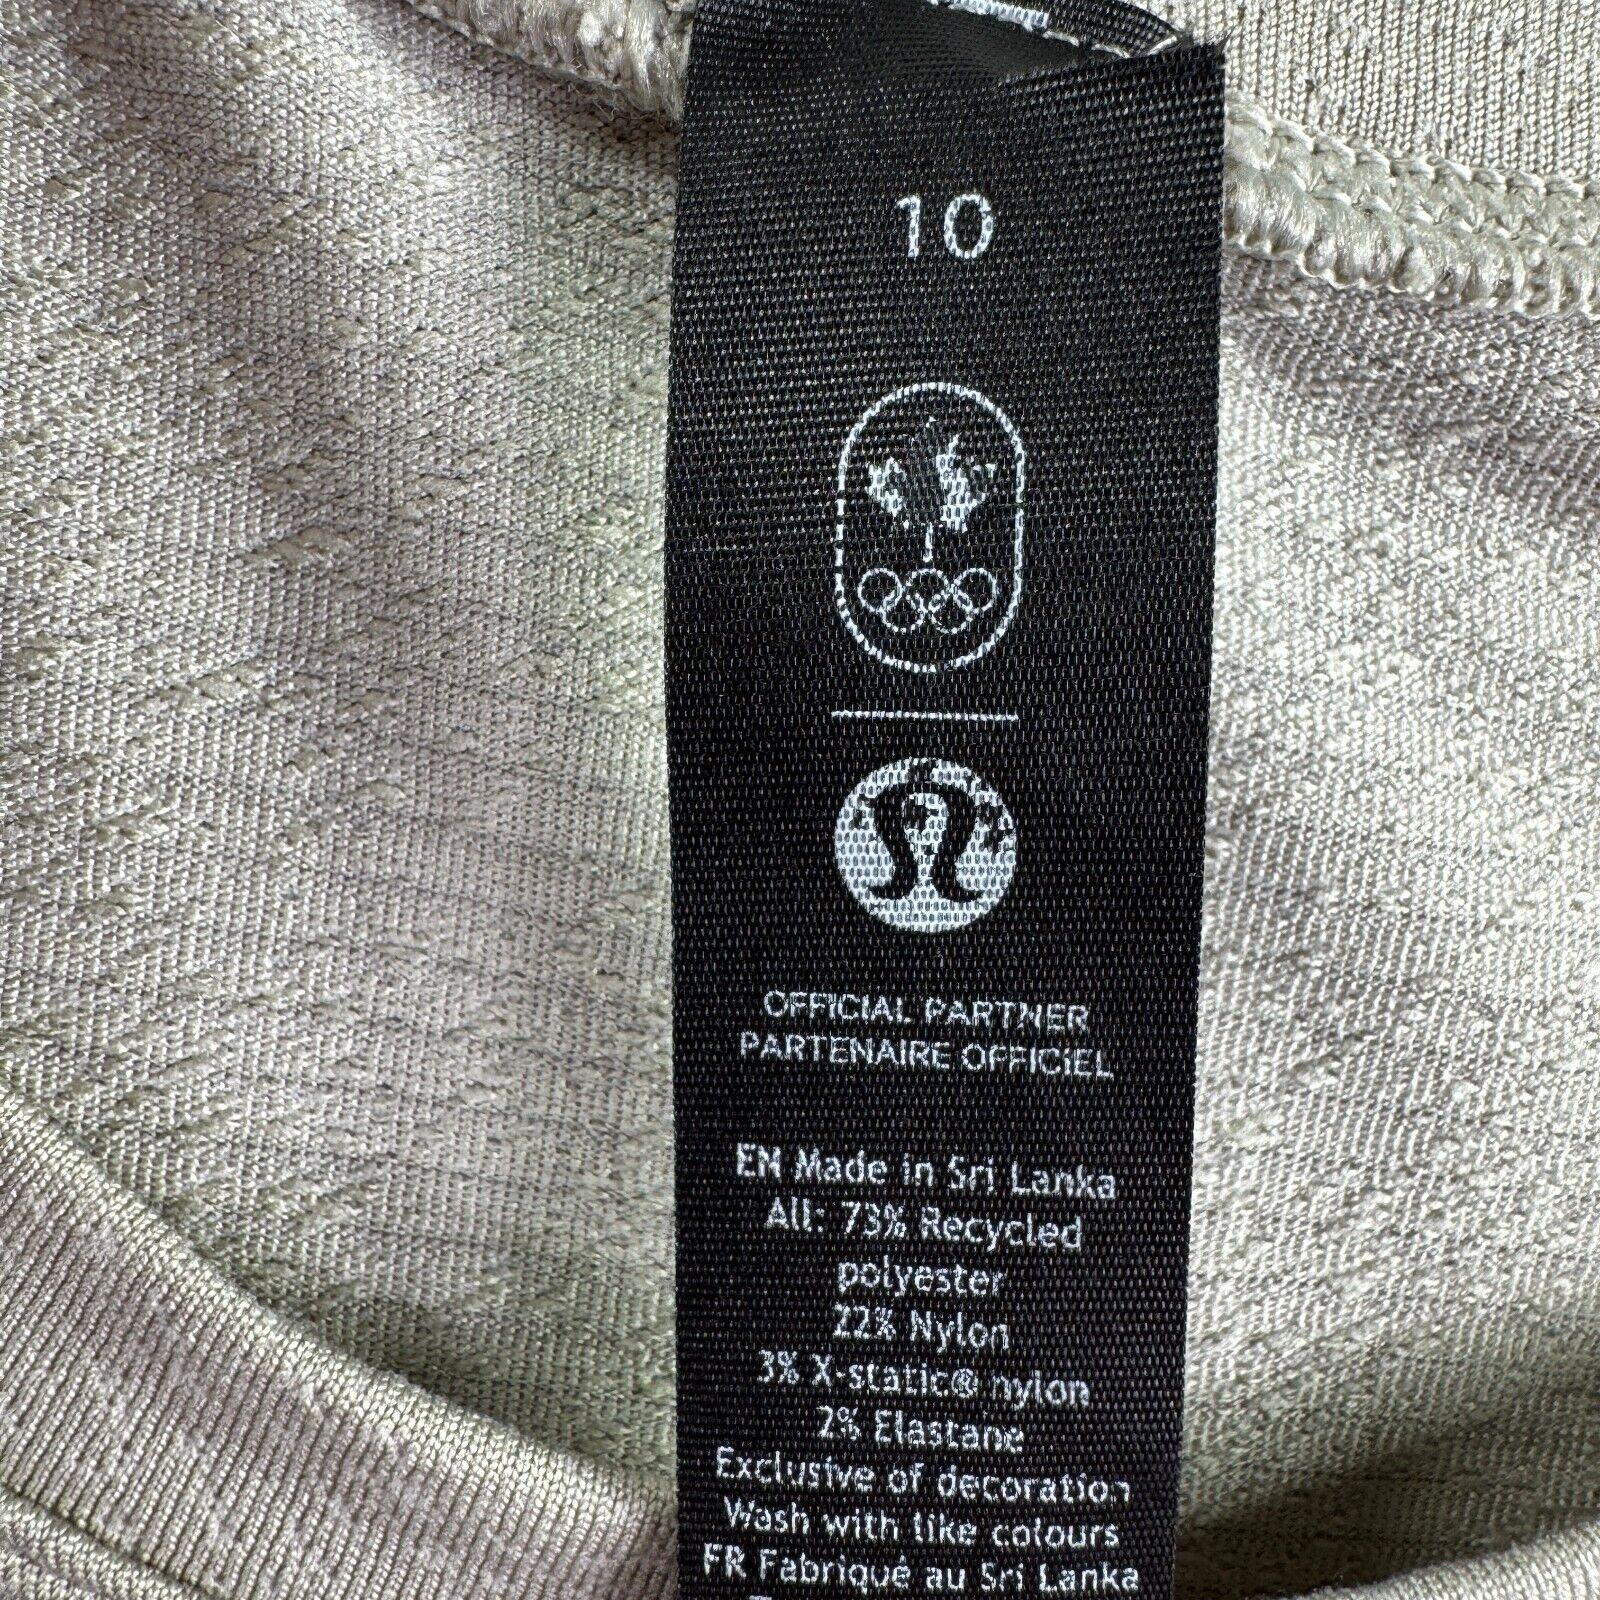 10
OFFICIAL PARTNER
PARTENAIRE OFFICIEL
EN Made in Sri Lanka
All: 73% Recycled
polyester
22% Nylon
3% X-static® nylon
2% Elastane
Exclusive of decoration
Wash with like colours
FR Fabriqué au Sri Lanka